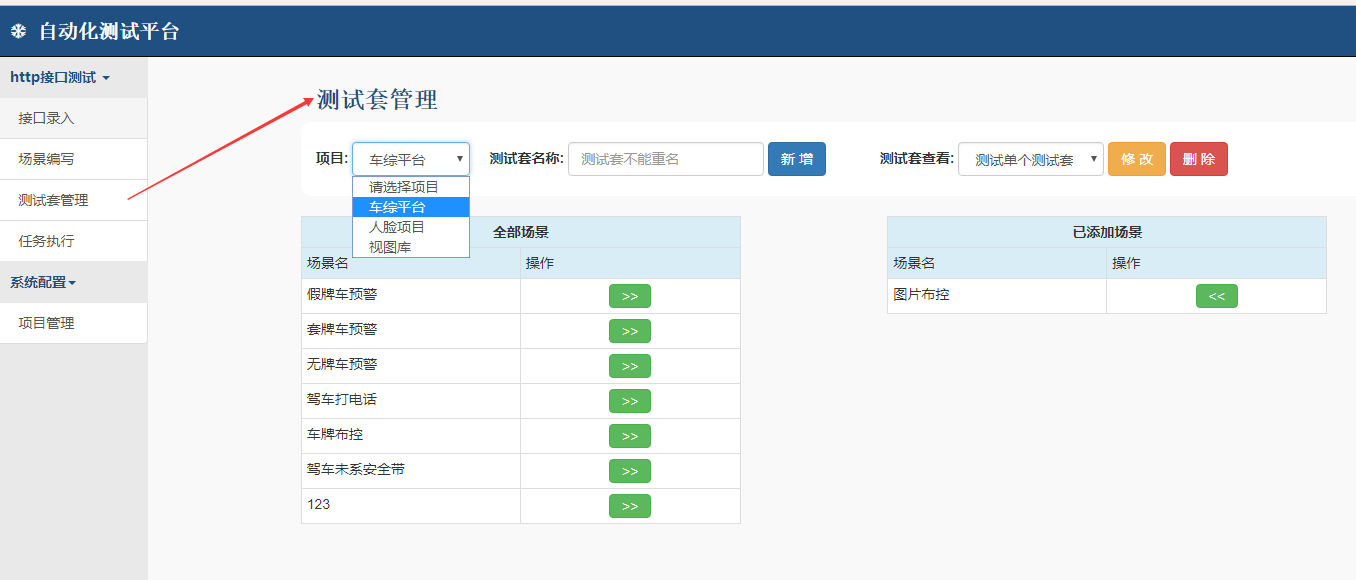 自动化测试平台
http接口测试
接口录入
场景编写
测试套管理
任务执行
系统配置
项目管理
测试套管理
项目: 车综平台 测试套名称: 测试套不能重名 新 增 测试套查看: 测试单个测试套 修 改 删 除
请选择项目
车综平台
人脸项目
视图库
全部场景
场景名 操作
假牌车预警 >>
套牌车预警 >>
无牌车预警 >>
驾车打电话 >>
车牌布控 >>
驾车未系安全带 >>
123 >>
已添加场景
场景名 操作
图片布控 <<